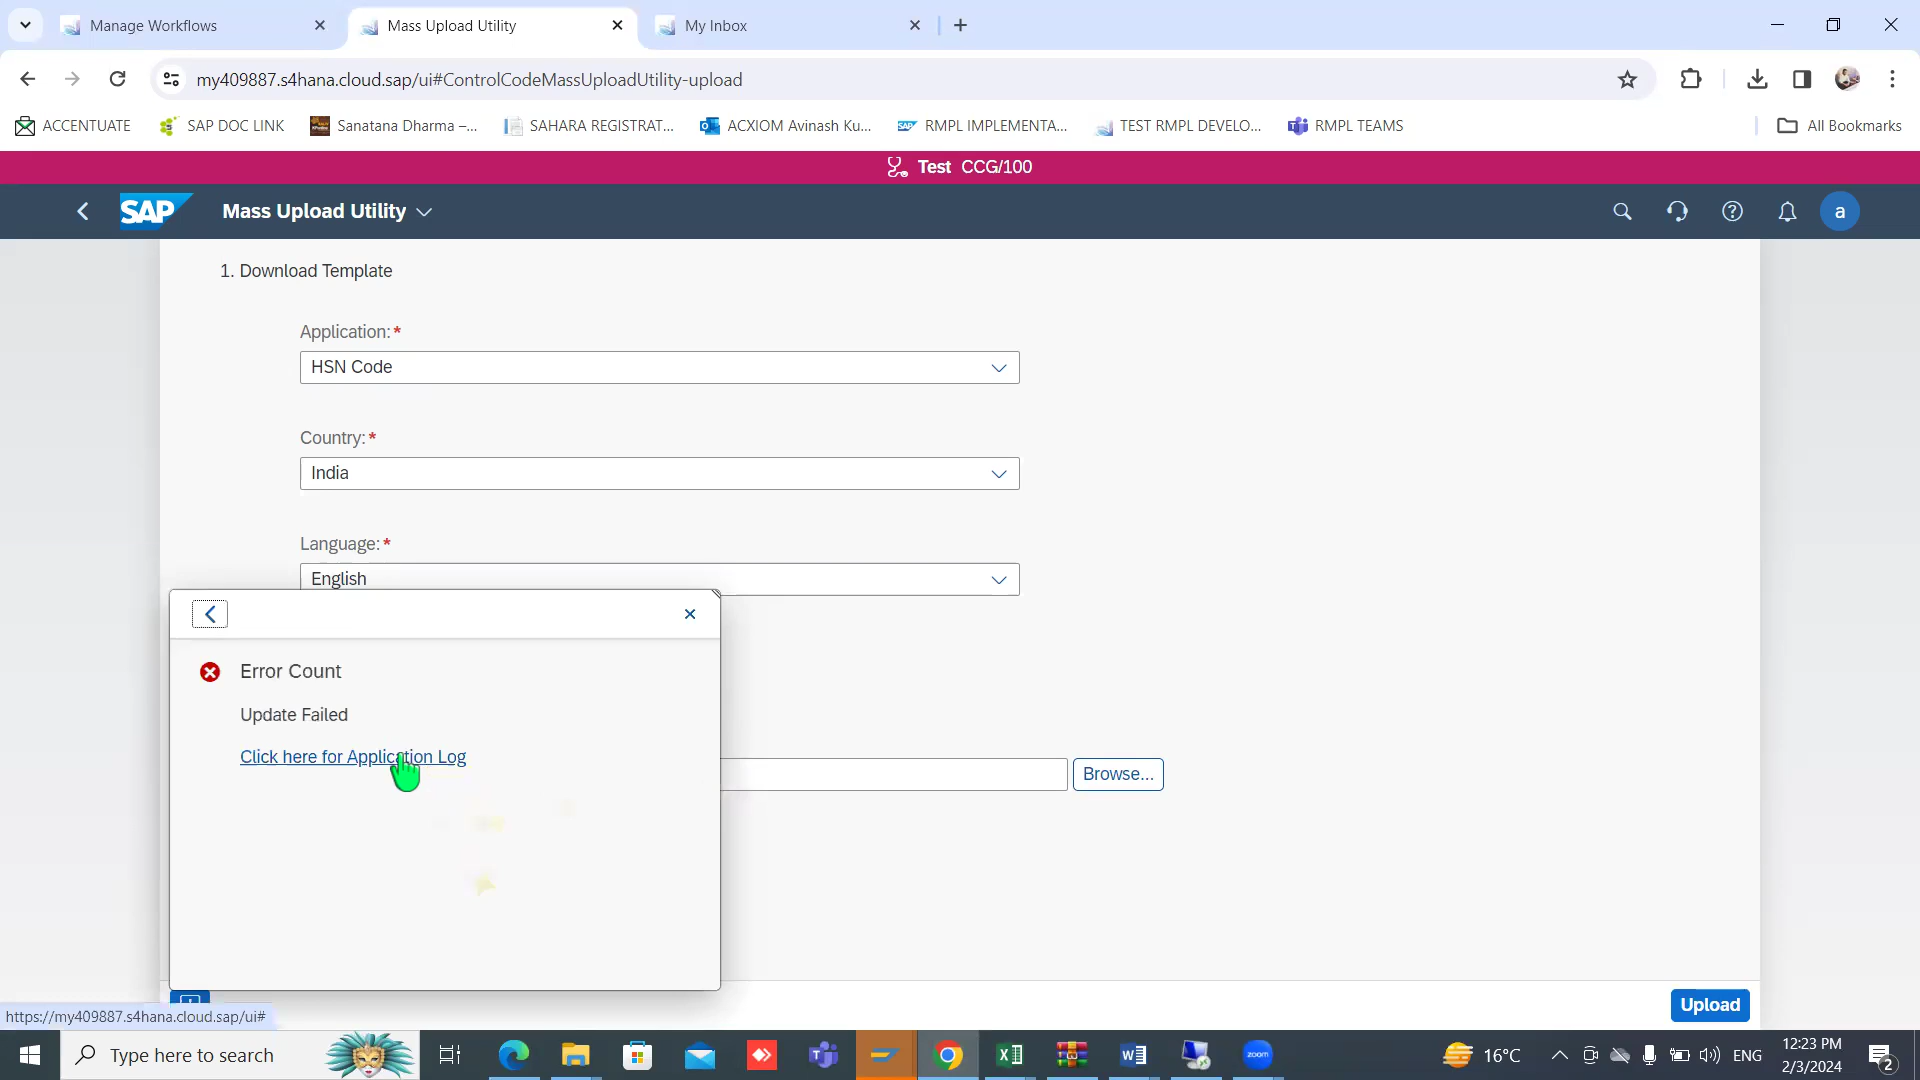 Manage Workflows
Mass Upload Utility
My Inbox
my409887.s4hana.cloud.sap/ui#ControlCodeMassUploadUtility-upload
ACCENTUATE
SAP DOC LINK
Sanatana Dharma –...
SAHARA REGISTRAT...
ACXIOM Avinash Ku...
RMPL IMPLEMENTA...
TEST RMPL DEVELO...
RMPL TEAMS
All Bookmarks
Test CCG/100
SAP
Mass Upload Utility
a
1. Download Template
Application:*
HSN Code
Country:*
India
Language:*
English
Error Count
Update Failed
Click here for Application Log
Browse...
Upload
https://my409887.s4hana.cloud.sap/ui#
Type here to search
zoom
16°C
ENG
12:23 PM
2/3/2024
2